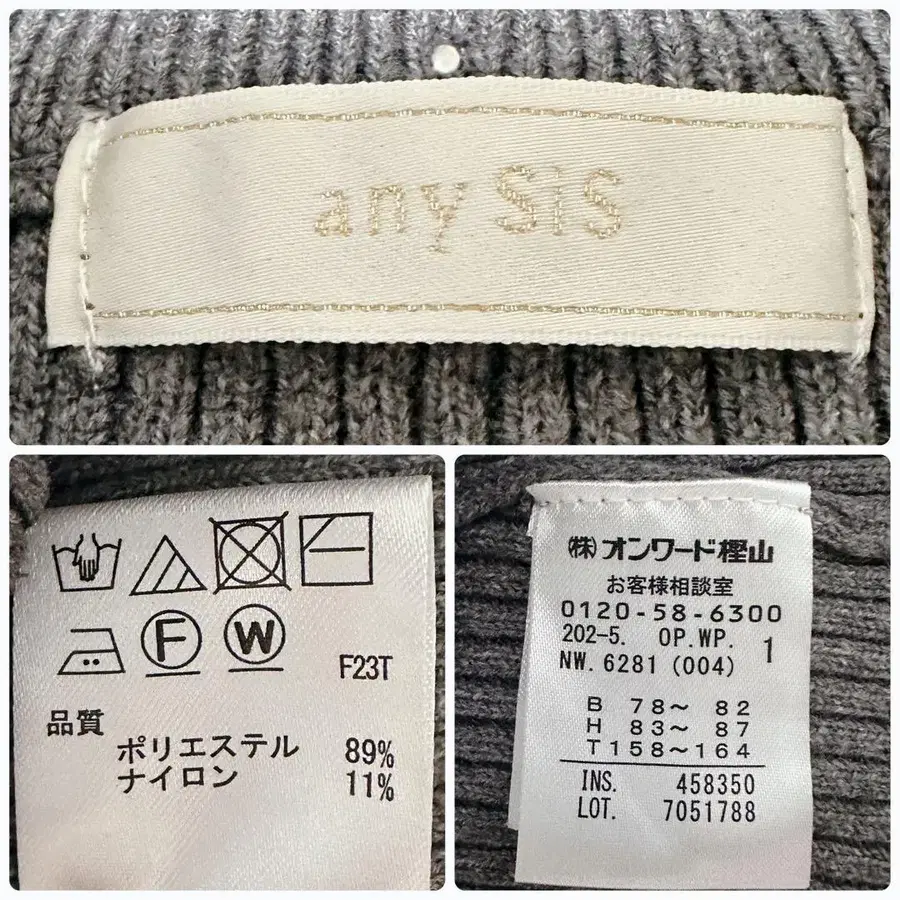 any SiS
F
W
F23T
品質
ポリエステル 89%
ナイロン 11%
㈱オンワード樫山
お客様相談室
0120-58-6300
202-5. OP.WP. 1
NW.6281(004)
B 78〜 82
H 83〜 87
T158〜164
INS. 458350
LOT. 7051788